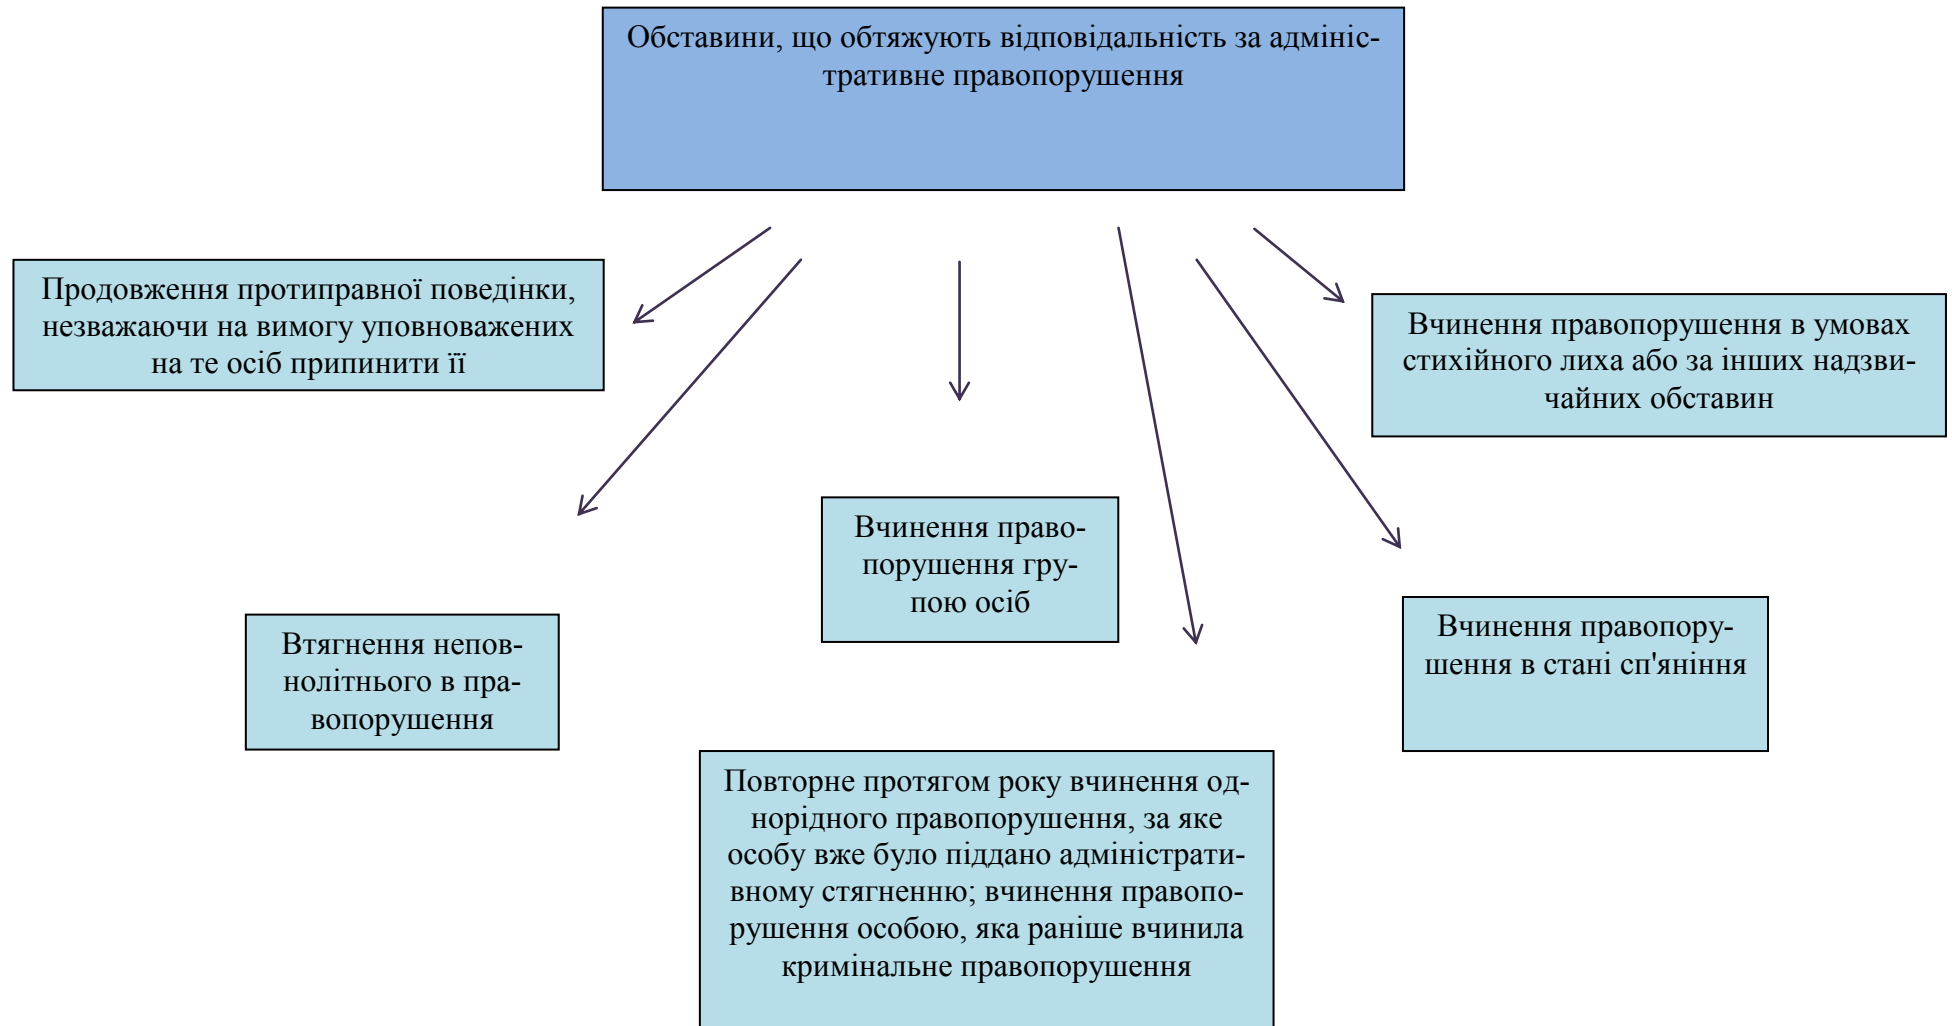 Обставини, що обтяжують відповідальність за адмініс-
тративне правопорушення
Продовження протиправної поведінки,
незважаючи на вимогу уповноважених
на те осіб припинити її
Вчинення правопорушення в умовах
стихійного лиха або за інших надзви-
чайних обставин
Вчинення право-
порушення гру-
пою осіб
Втягнення непов-
нолітнього в пра-
вопорушення
Вчинення правопору-
шення в стані сп'яніння
Повторне протягом року вчинення од-
норідного правопорушення, за яке
особу вже було піддано адміністрати-
вному стягненню; вчинення правопо-
рушення особою, яка раніше вчинила
кримінальне правопорушення